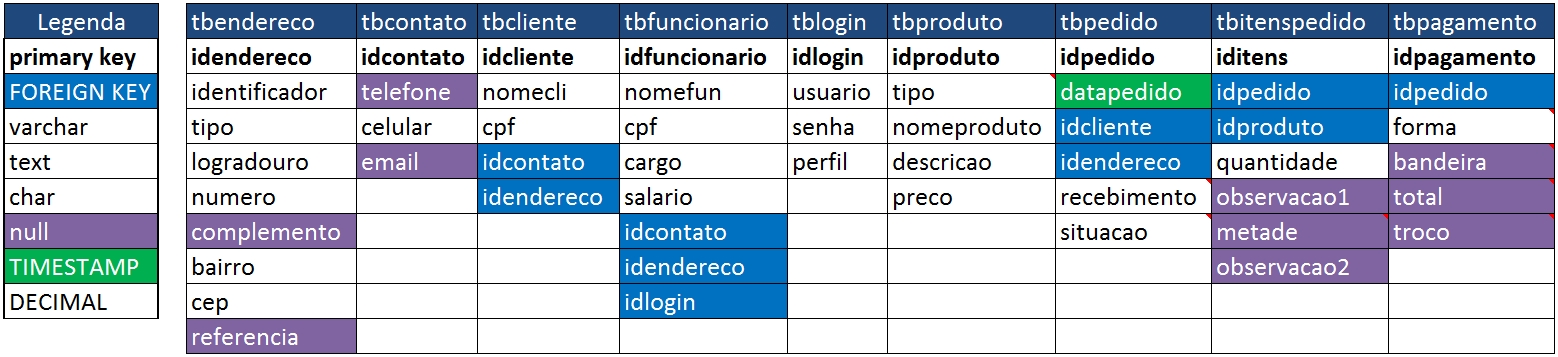 Legenda tbendereco tbcontato tbcliente tbfuncionario tblogin tbproduto tbpedido tbitenspedido tbpagamento
primary key idendereco idcontato idcliente idfuncionario idlogin idproduto idpedido iditens idpagamento
FOREIGN KEY identificador telefone nomecli nomefun usuario tipo datapedido idpedido idpedido
varchar tipo celular cpf cpf senha nomeproduto idcliente idproduto forma
text logradouro email idcontato cargo perfil descricao idendereco quantidade bandeira
char numero idendereco salario preco recebimento observacao1 total
null complemento idcontato situacao metade troco
TIMESTAMP bairro idendereco observacao2
DECIMAL cep idlogin
referencia